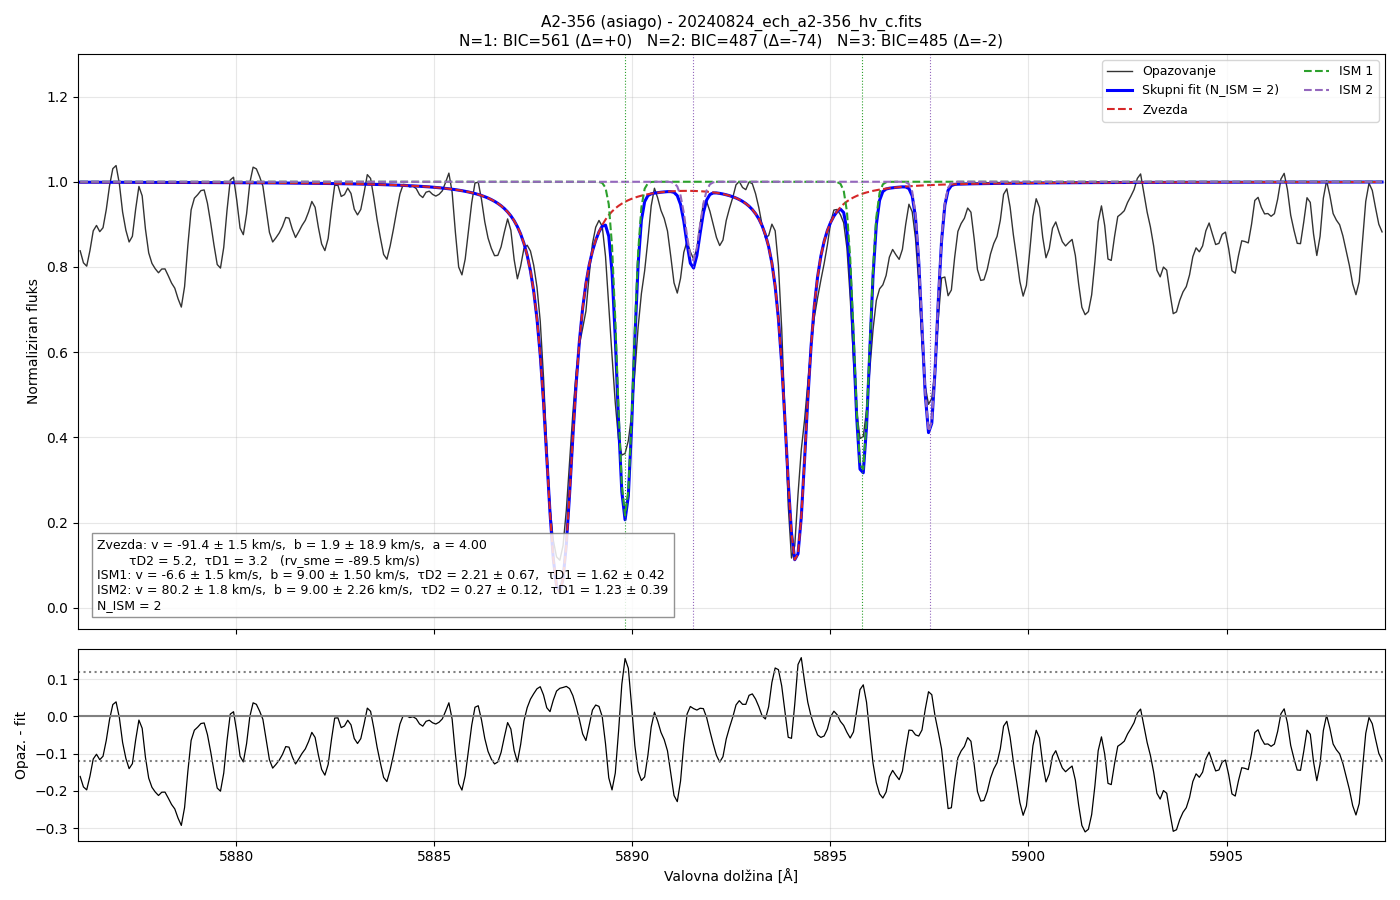 A2-356 (asiago) - 20240824_ech_a2-356_hv_c.fits
N=1: BIC=561 (Δ=+0)   N=2: BIC=487 (Δ=-74)   N=3: BIC=485 (Δ=-2)
Opazovanje
Skupni fit (N_ISM = 2)
Zvezda
ISM 1
ISM 2
Normaliziran fluks
1.2
1.0
0.8
0.6
0.4
0.2
0.0
Zvezda: v = -91.4 ± 1.5 km/s,  b = 1.9 ± 18.9 km/s,  a = 4.00
τD2 = 5.2,  τD1 = 3.2   (rv_sme = -89.5 km/s)
ISM1: v = -6.6 ± 1.5 km/s,  b = 9.00 ± 1.50 km/s,  τD2 = 2.21 ± 0.67,  τD1 = 1.62 ± 0.42
ISM2: v = 80.2 ± 1.8 km/s,  b = 9.00 ± 2.26 km/s,  τD2 = 0.27 ± 0.12,  τD1 = 1.23 ± 0.39
N_ISM = 2
Opaz. - fit
0.1
0.0
−0.1
−0.2
−0.3
5880 5885 5890 5895 5900 5905
Valovna dolžina [Å]